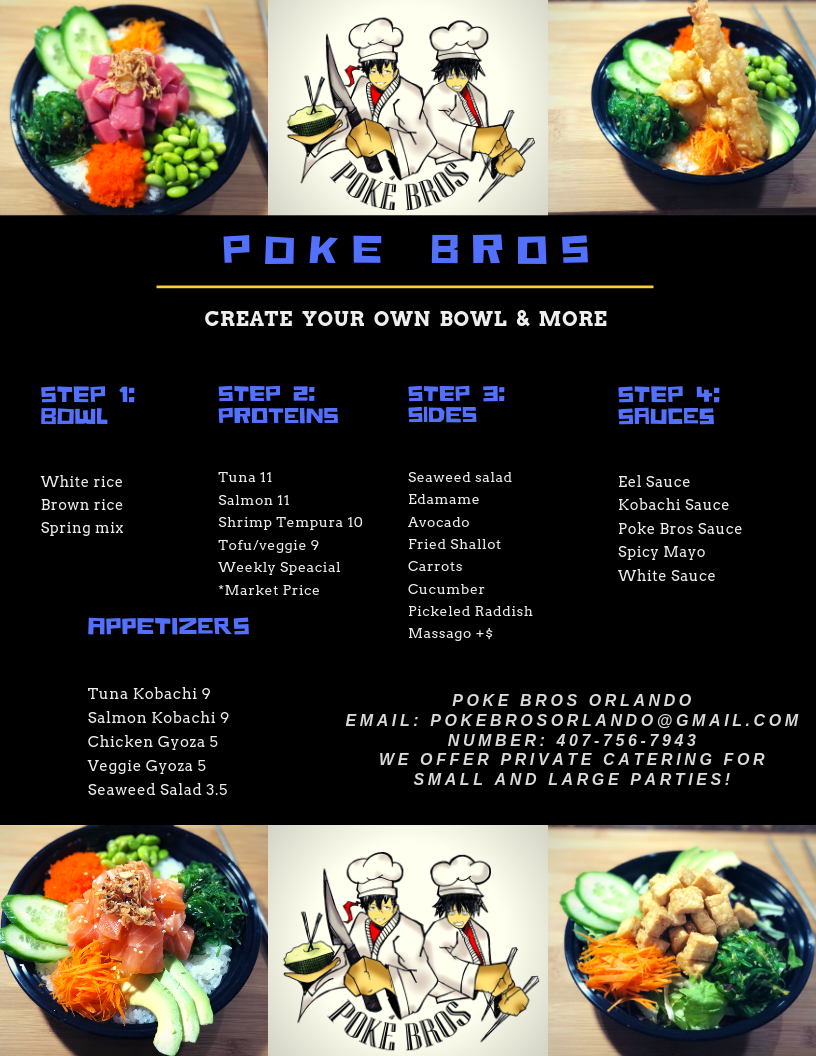 POKÉ BROS
POKE BROS
CREATE YOUR OWN BOWL & MORE
STEP 1:
BOWL
White rice
Brown rice
Spring mix
STEP 2:
PROTEINS
Tuna 11
Salmon 11
Shrimp Tempura 10
Tofu/veggie 9
Weekly Speacial
*Market Price
STEP 3:
SIDES
Seaweed salad
Edamame
Avocado
Fried Shallot
Carrots
Cucumber
Pickeled Raddish
Massago +$
STEP 4:
SAUCES
Eel Sauce
Kobachi Sauce
Poke Bros Sauce
Spicy Mayo
White Sauce
APPETIZERS
Tuna Kobachi 9
Salmon Kobachi 9
Chicken Gyoza 5
Veggie Gyoza 5
Seaweed Salad 3.5
POKE BROS ORLANDO
EMAIL: POKEBROSORLANDO@GMAIL.COM
NUMBER: 407-756-7943
WE OFFER PRIVATE CATERING FOR
SMALL AND LARGE PARTIES!
POKÉ BROS